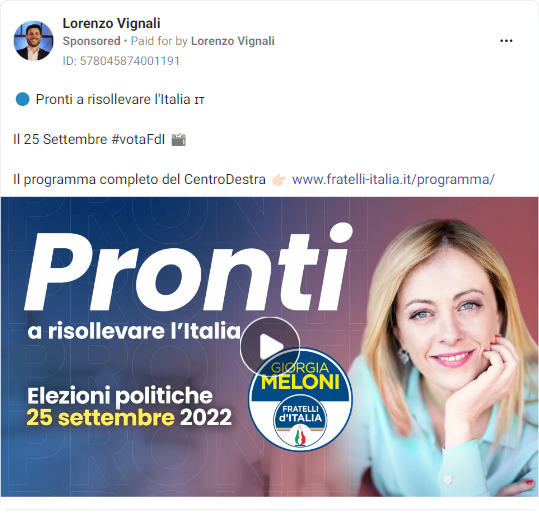 Lorenzo Vignali
Sponsored • Paid for by Lorenzo Vignali
ID: 578045874001191
🔵 Pronti a risollevare l'Italia IT
Il 25 Settembre #votaFdI 🗳
Il programma completo del CentroDestra 👉🏻 www.fratelli-italia.it/programma/
PRONTI
Pronti
a risollevare l'Italia
Elezioni politiche
25 settembre 2022
GIORGIA
MELONI
FRATELLI
d'ITALIA